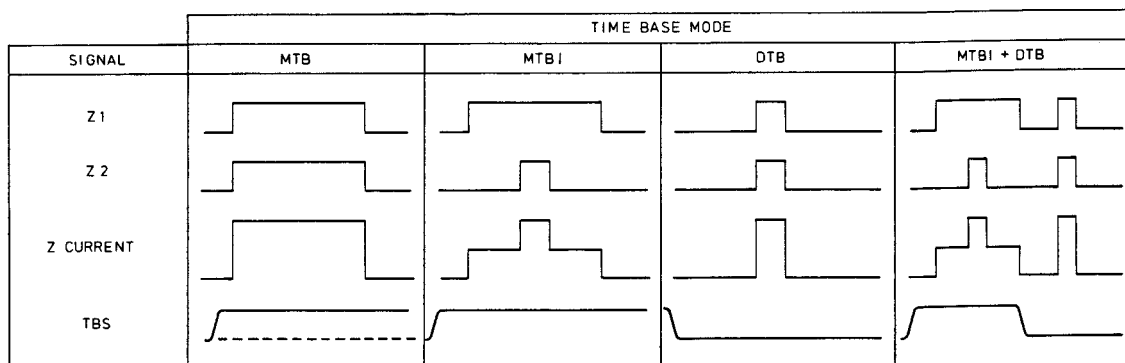 TIME BASE MODE
SIGNAL MTB MTBI DTB MTBI + DTB
Z1
Z2
Z CURRENT
TBS